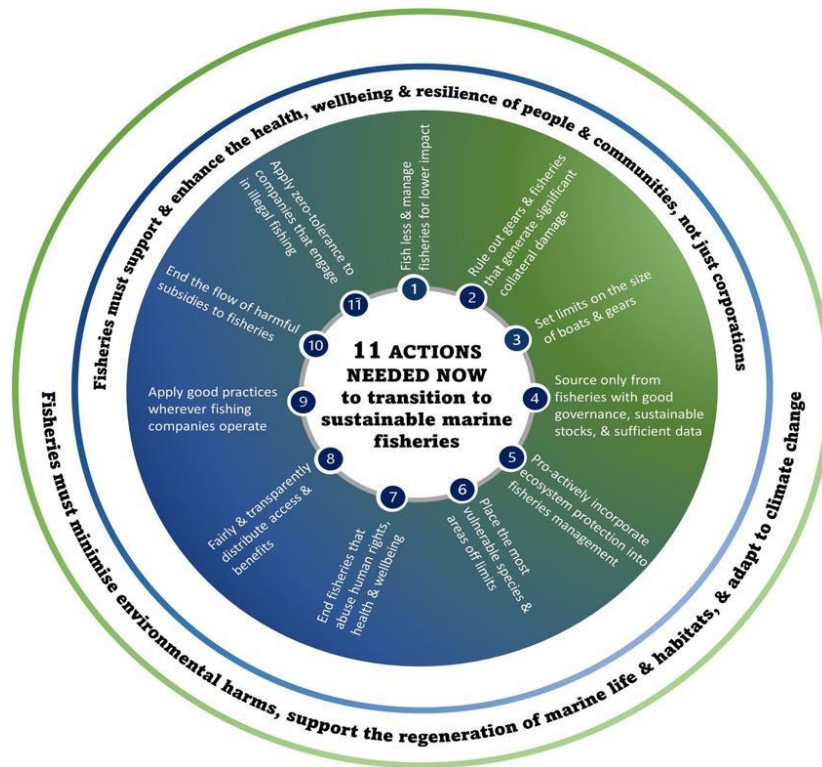 Fisheries must support & enhance the health, wellbeing & resilience of people & communities, not just corporations
Fisheries must minimise environmental harms, support the regeneration of marine life & habitats, & adapt to climate change
11 ACTIONS
NEEDED NOW
to transition to
sustainable marine
fisheries
1
Fish less & manage
fisheries for lower impact
2
Rule out gears & fisheries
that generate significant
collateral damage
3
Set limits on the size
of boats & gears
4
Source only from
fisheries with good
governance, sustainable
stocks, & sufficient data
5
Pro-actively incorporate
ecosystem protection into
fisheries management
6
Place the most
vulnerable species &
areas off limits
7
End fisheries that
abuse human rights,
health & wellbeing
8
Fairly & transparently
distribute access &
benefits
9
Apply good practices
wherever fishing
companies operate
10
End the flow of harmful
subsidies to fisheries
11
Apply zero-tolerance to
companies that engage
in illegal fishing